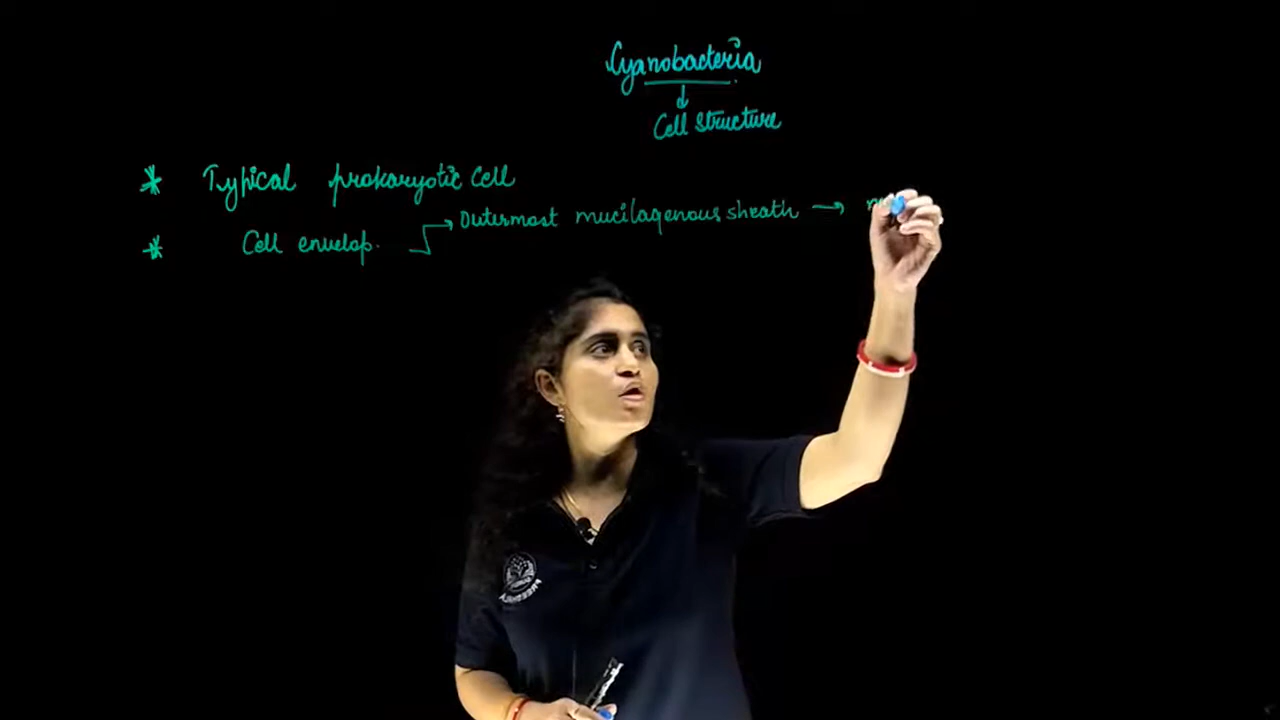 Cyanobacteria
↓
Cell structure
* Typical prokaryotic cell
* Cell envelop. → Outermost mucilagenous sheath →